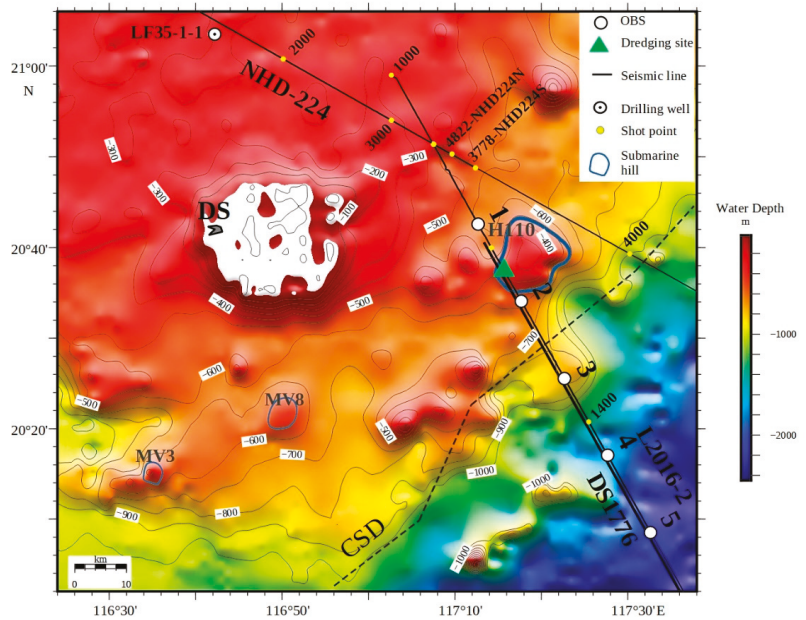 LF35-1-1
2000
NHD-224
1000
3000
4822-NHD224N
3778-NHD224S
OBS
Dredging site
Seismic line
Drilling well
Shot point
Submarine
hill
21°00'
N
20°40'
20°20'
−300
−300
−200
−300
−100
DS
−400
−500
−500
1
H110
−600
−400
4000
2
−700
3
−600
−500
MV8
−600
−700
−500
−900
1400
4
L2016-2
5
DS1776
MV3
−900
−800
−1000
−1000
−1000
CSD
km
0
10
116°30'
116°50'
117°10'
117°30'E
Water Depth
m
−1000
−2000